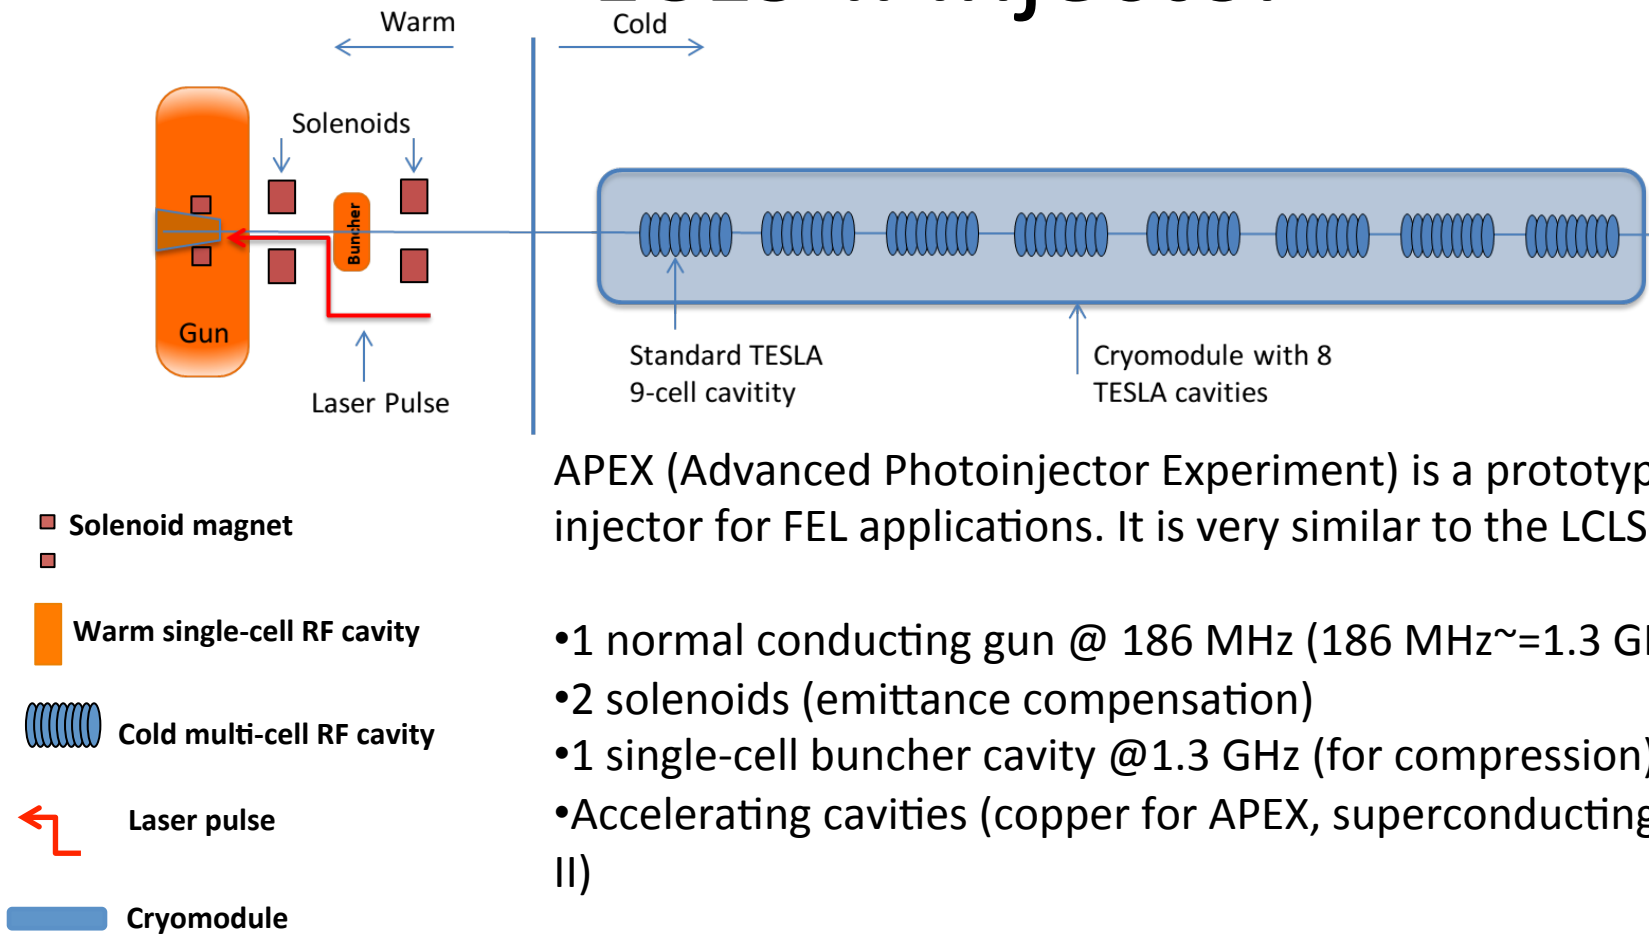 Warm
Cold
Solenoids
Buncher
Gun
Laser Pulse
Standard TESLA
9-cell cavitity
Cryomodule with 8
TESLA cavities
APEX (Advanced Photoinjector Experiment) is a prototyp
injector for FEL applications. It is very similar to the LCLS
•1 normal conducting gun @ 186 MHz (186 MHz~=1.3 G
•2 solenoids (emittance compensation)
•1 single-cell buncher cavity @1.3 GHz (for compression)
•Accelerating cavities (copper for APEX, superconducting
II)
Solenoid magnet
Warm single-cell RF cavity
Cold multi-cell RF cavity
Laser pulse
Cryomodule